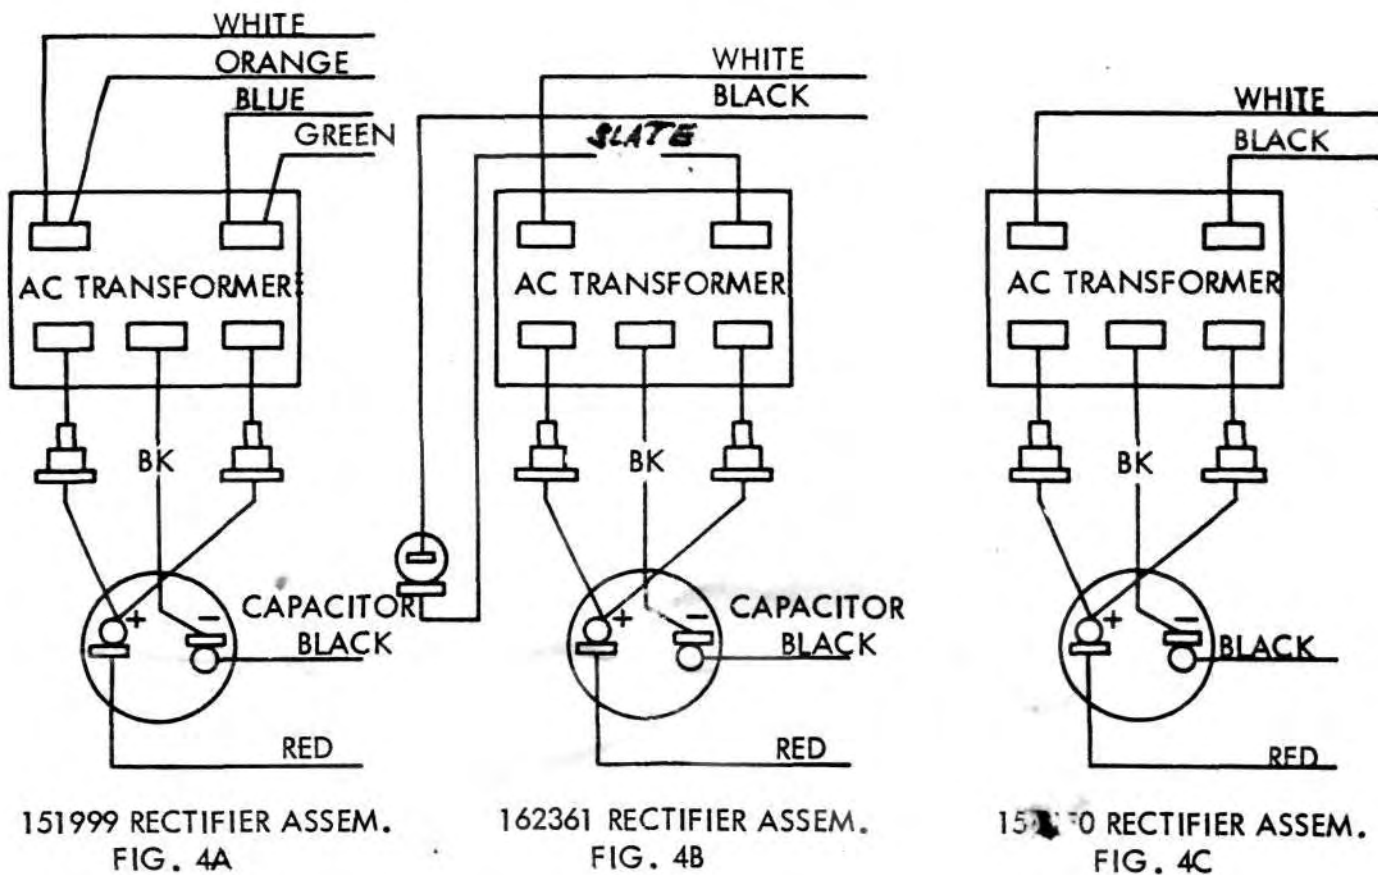 WHITE
ORANGE
BLUE
GREEN
AC TRANSFORMER
BK
+
−
CAPACITOR
BLACK
RED
151999 RECTIFIER ASSEM.
FIG. 4A
WHITE
BLACK
SLATE
AC TRANSFORMER
BK
+
−
CAPACITOR
BLACK
RED
162361 RECTIFIER ASSEM.
FIG. 4B
WHITE
BLACK
AC TRANSFORMER
BK
+
−
BLACK
RED
RECTIFIER ASSEM.
FIG. 4C